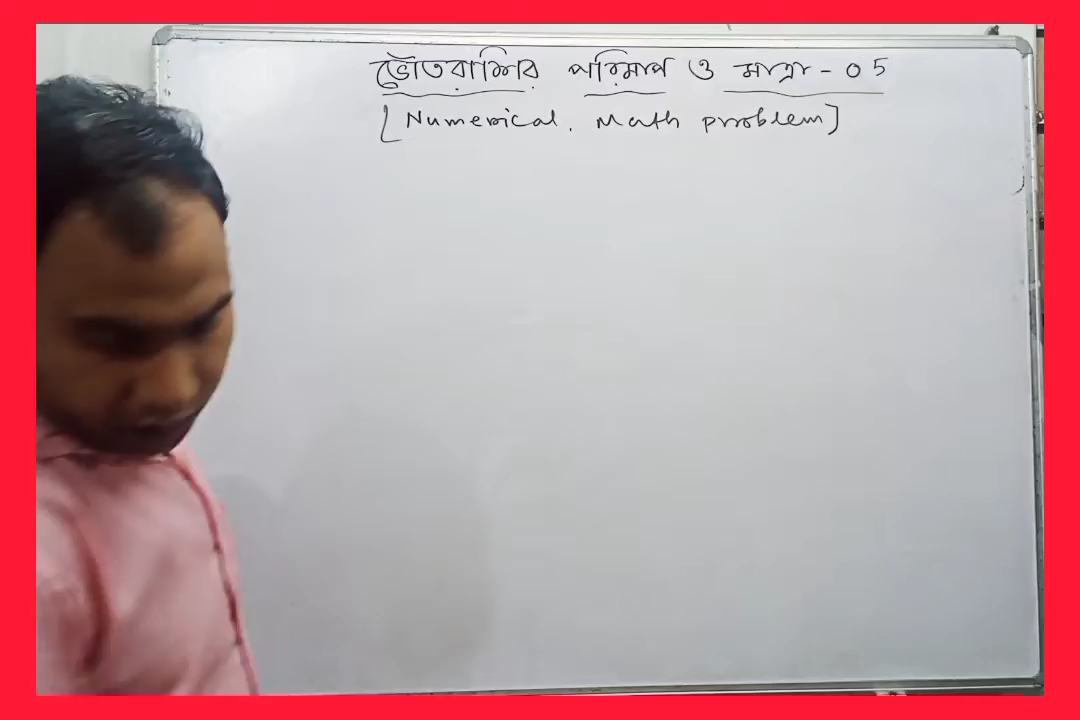 ভৌতরাশির পরিমাপ ও মাত্রা - 05
[Numerical. Math problem]